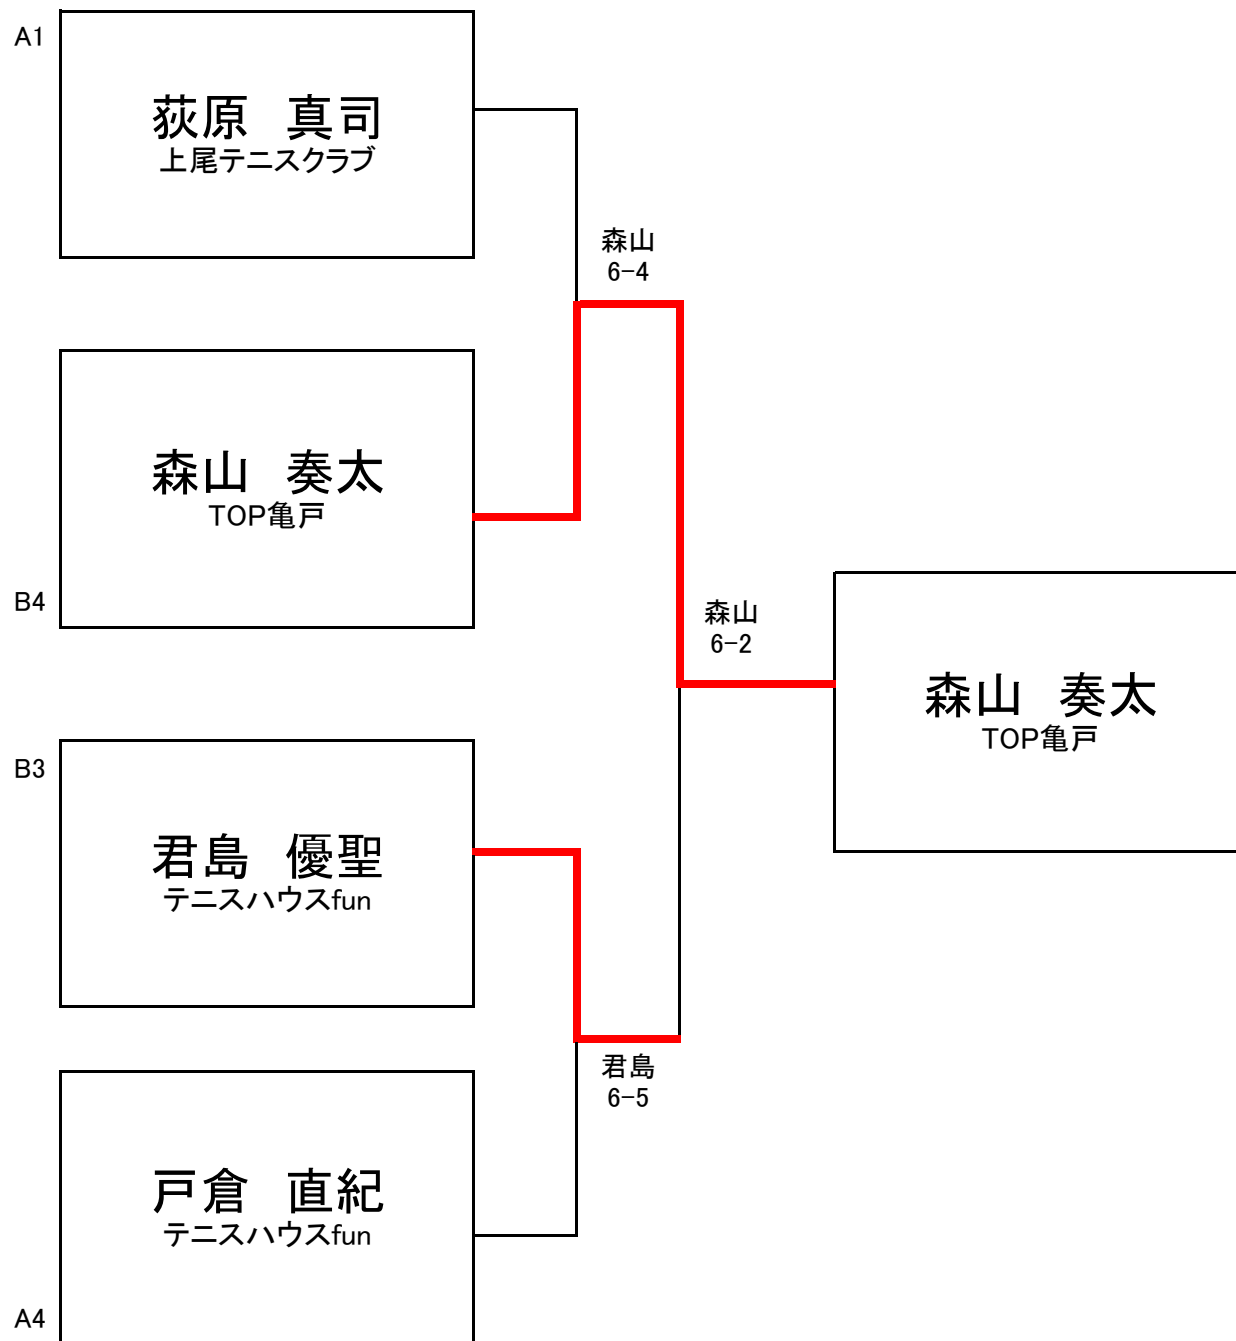 A1
荻原　真司
上尾テニスクラブ
森山
6-4
森山　奏太
TOP亀戸
B4
森山
6-2
森山　奏太
TOP亀戸
B3
君島　優聖
テニスハウスfun
君島
6-5
戸倉　直紀
テニスハウスfun
A4